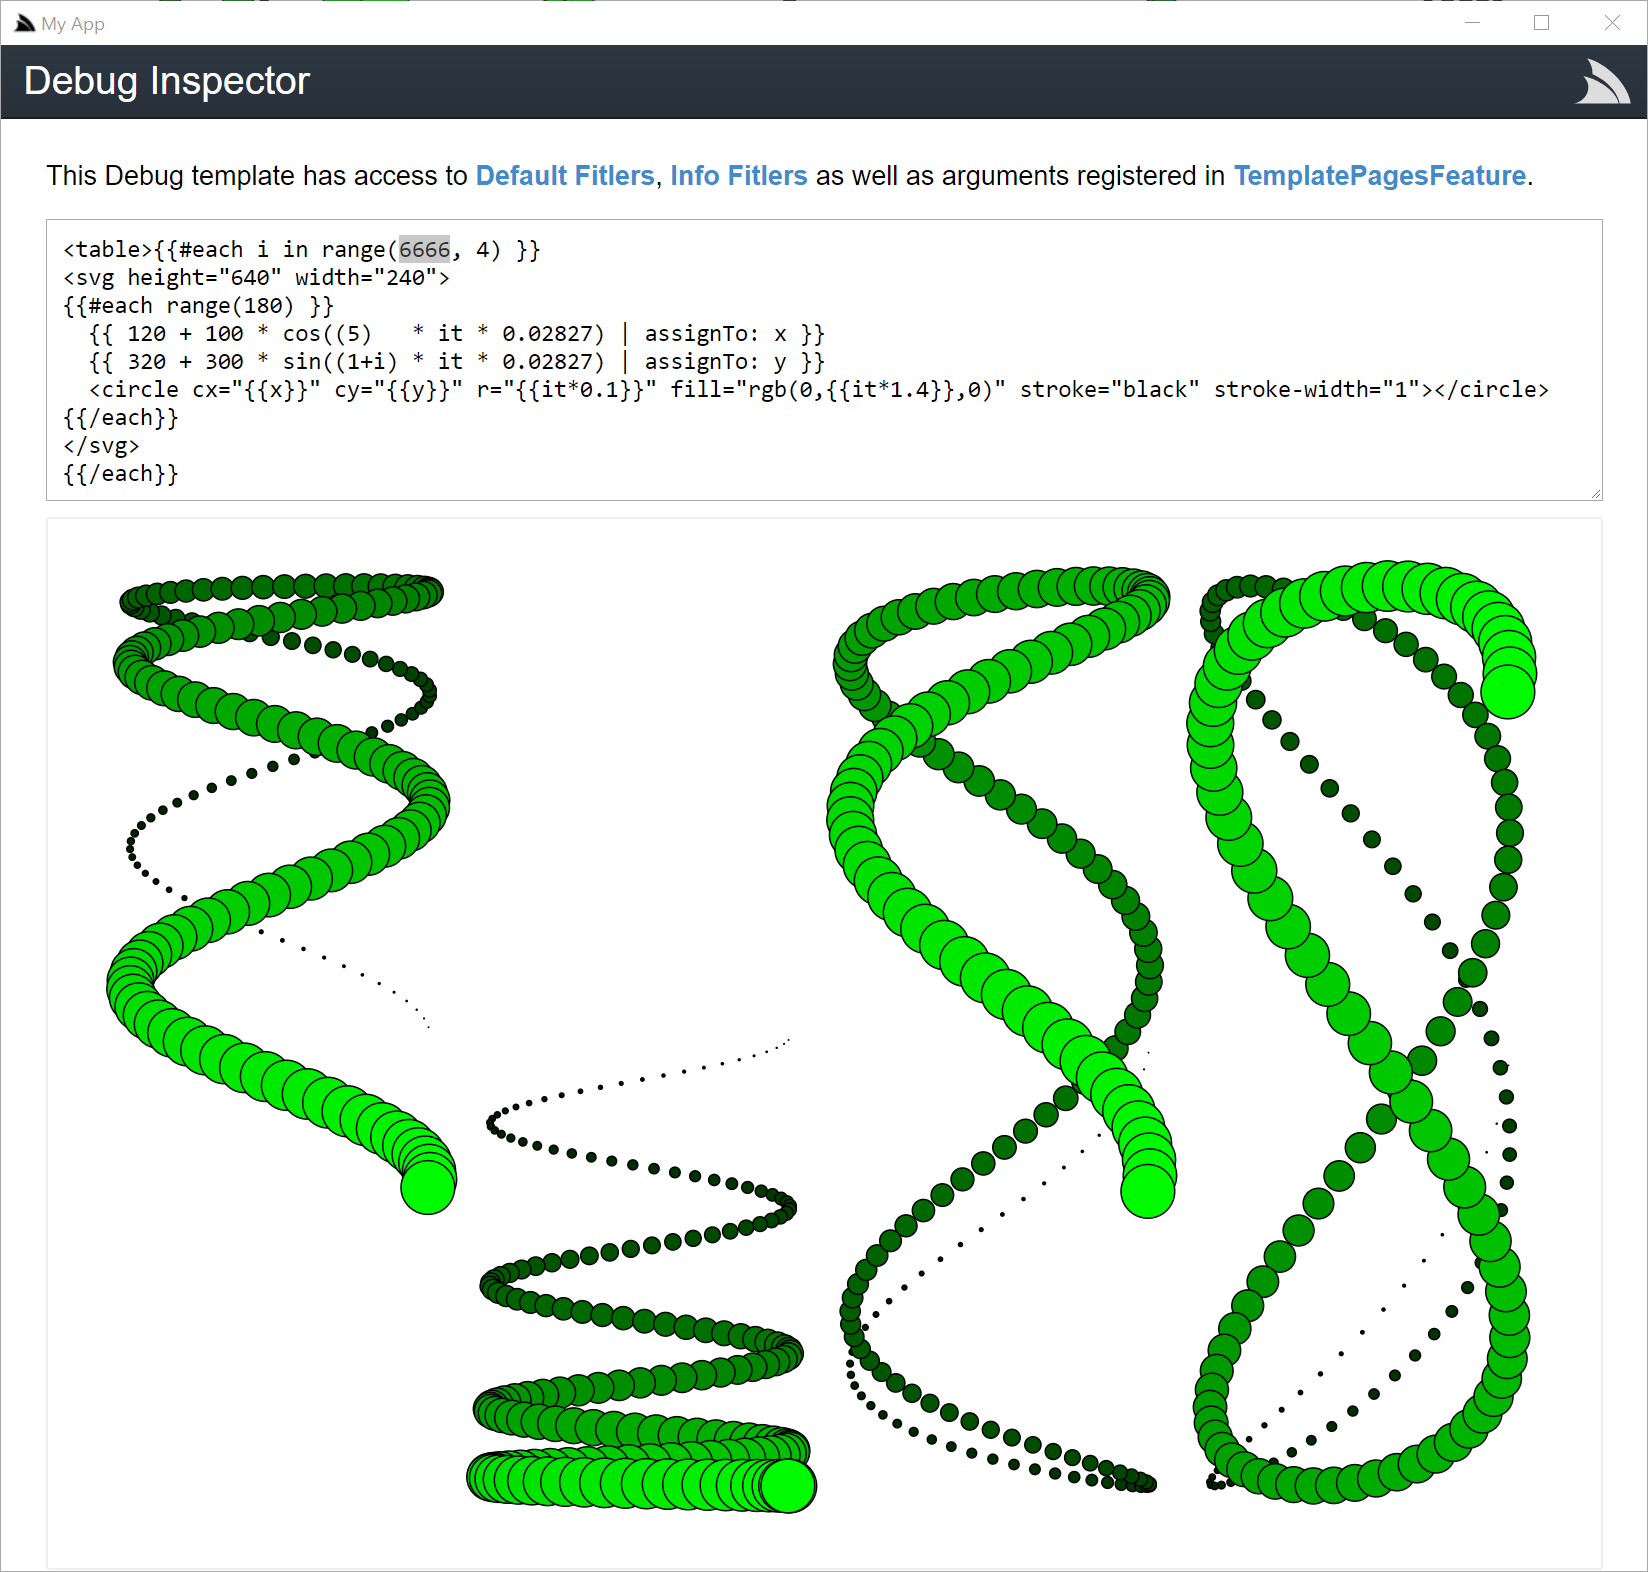 My App
Debug Inspector
This Debug template has access to Default Fitlers, Info Fitlers as well as arguments registered in TemplatePagesFeature.
<table>{{#each i in range(6666, 4) }}
<svg height="640" width="240">
{{#each range(180) }}
  {{ 120 + 100 * cos((5)   * it * 0.02827) | assignTo: x }}
  {{ 320 + 300 * sin((1+i) * it * 0.02827) | assignTo: y }}
  <circle cx="{{x}}" cy="{{y}}" r="{{it*0.1}}" fill="rgb(0,{{it*1.4}},0)" stroke="black" stroke-width="1"></circle>
{{/each}}
</svg>
{{/each}}